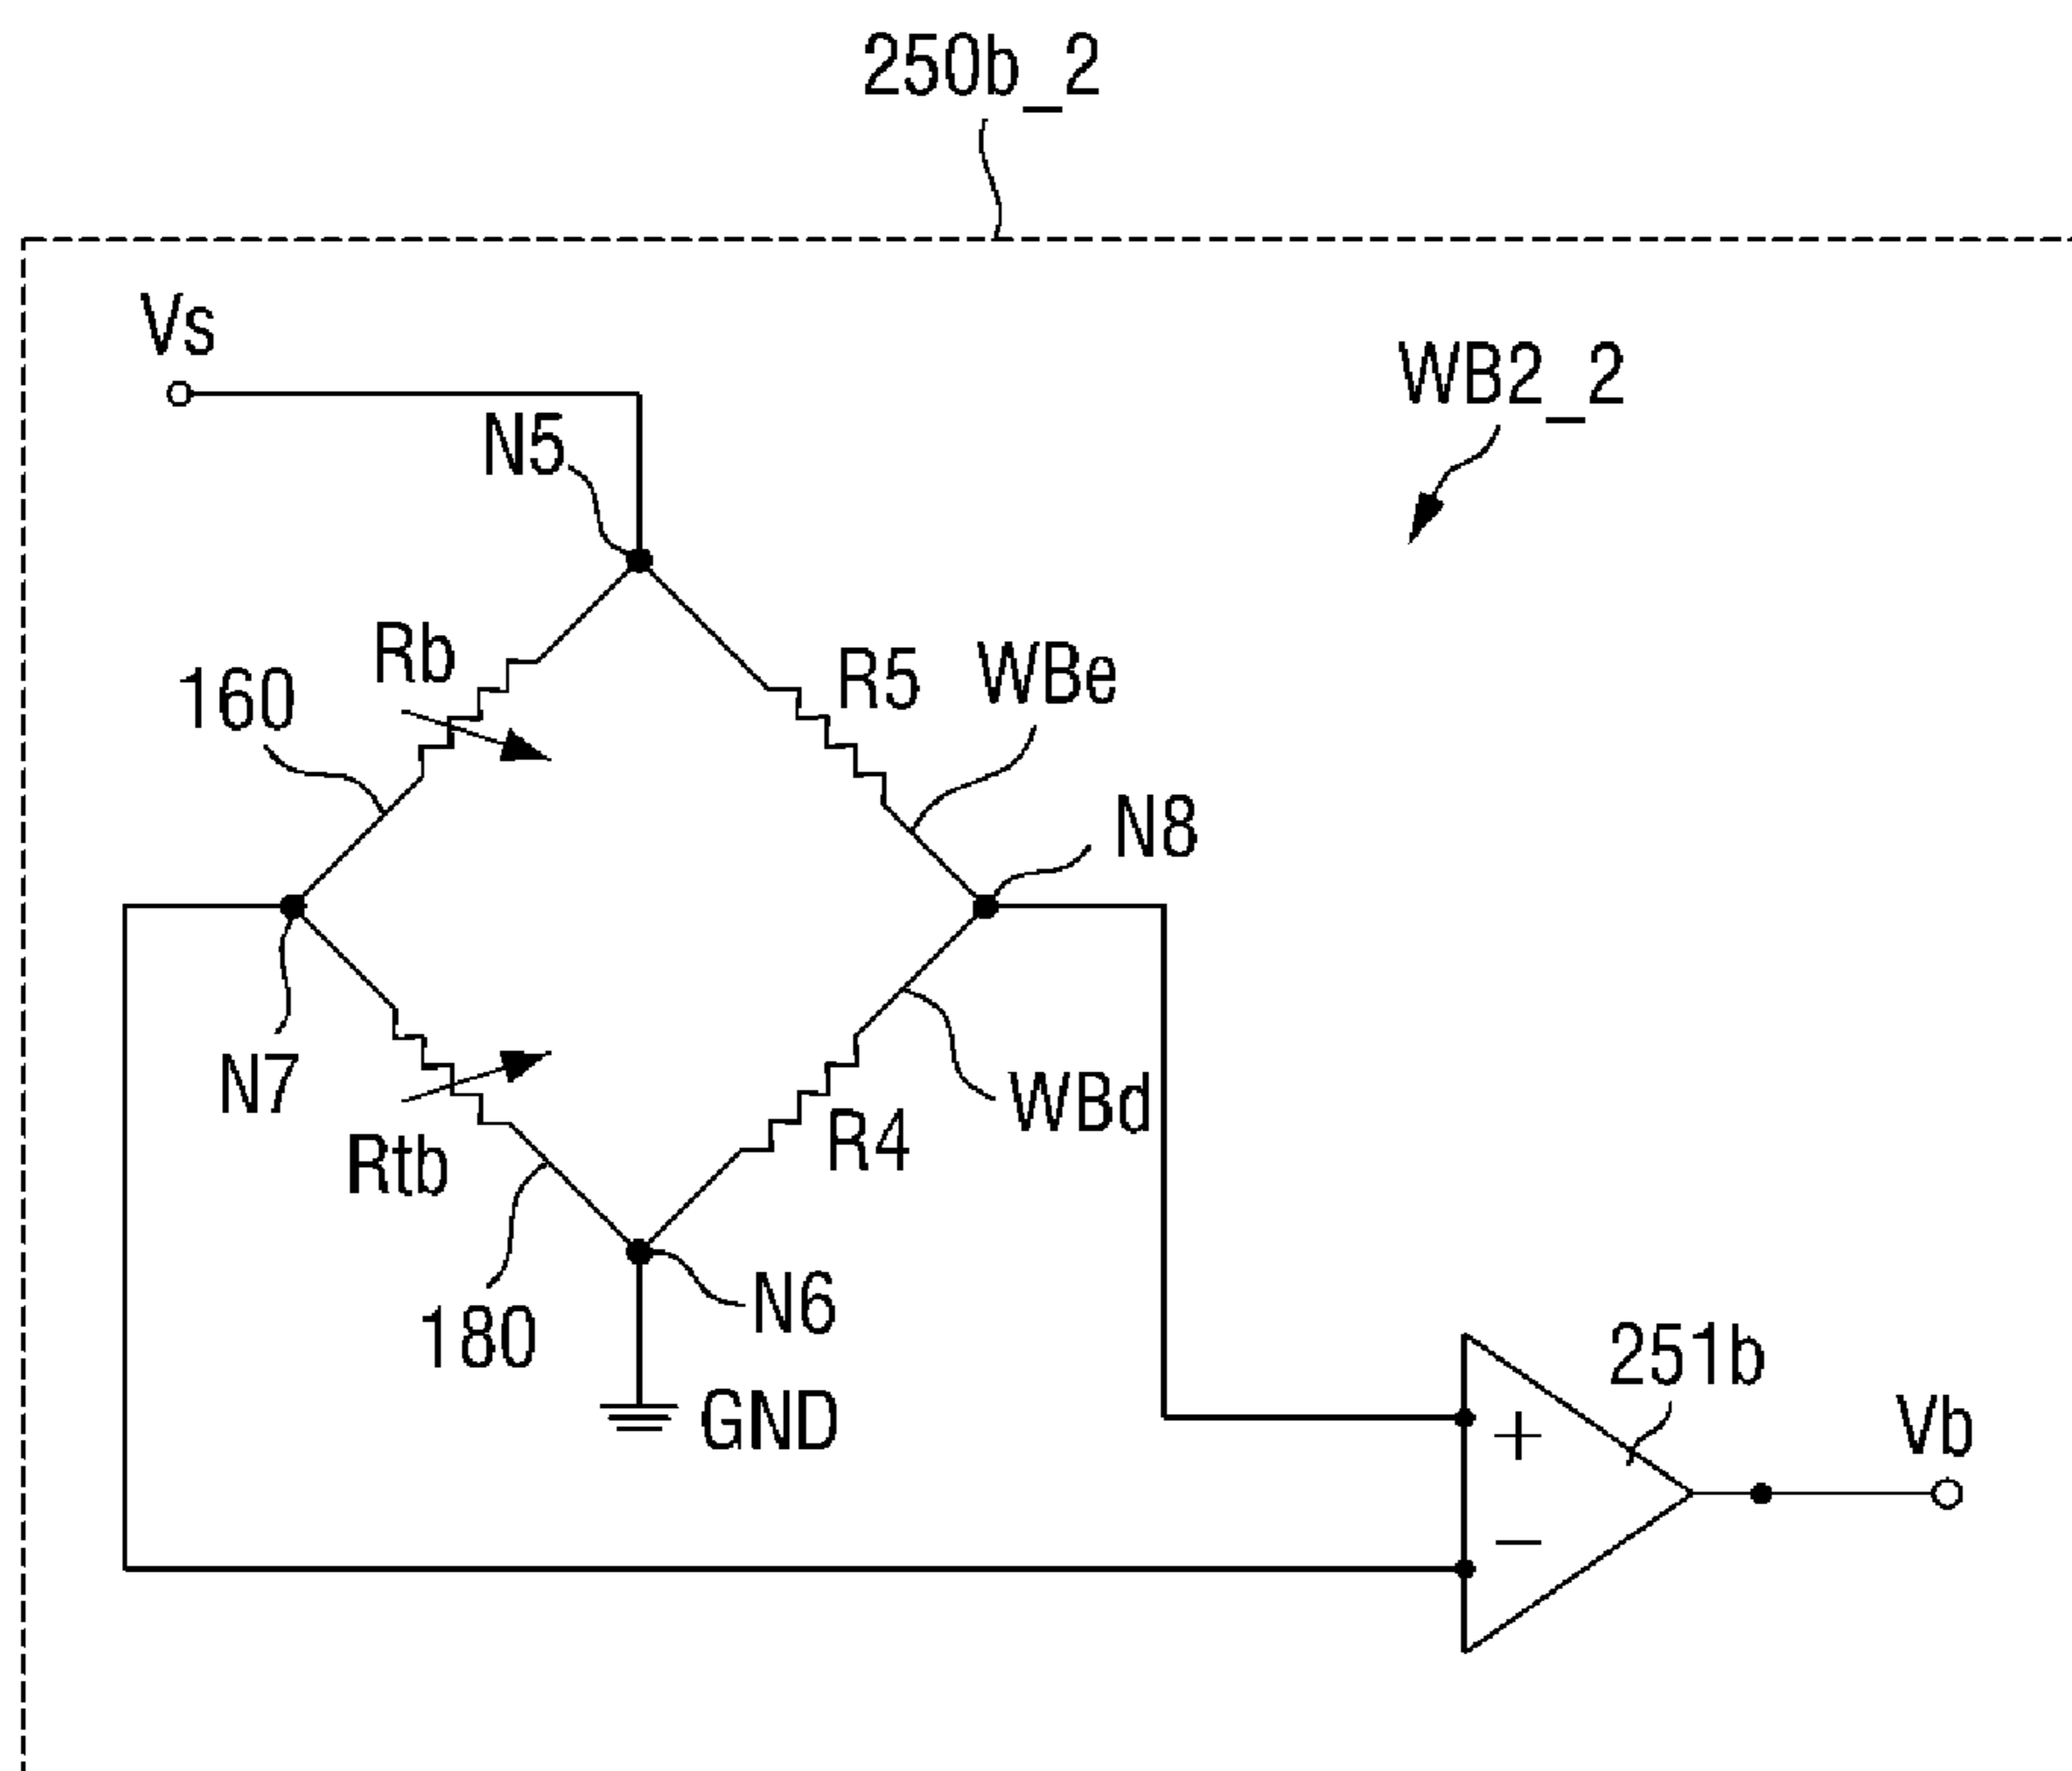 250b_2
Vs
WB2_2
N5
Rb
R5
WBe
160
N8
N7
WBd
R4
Rtb
N6
180
251b
GND
+
Vb
−